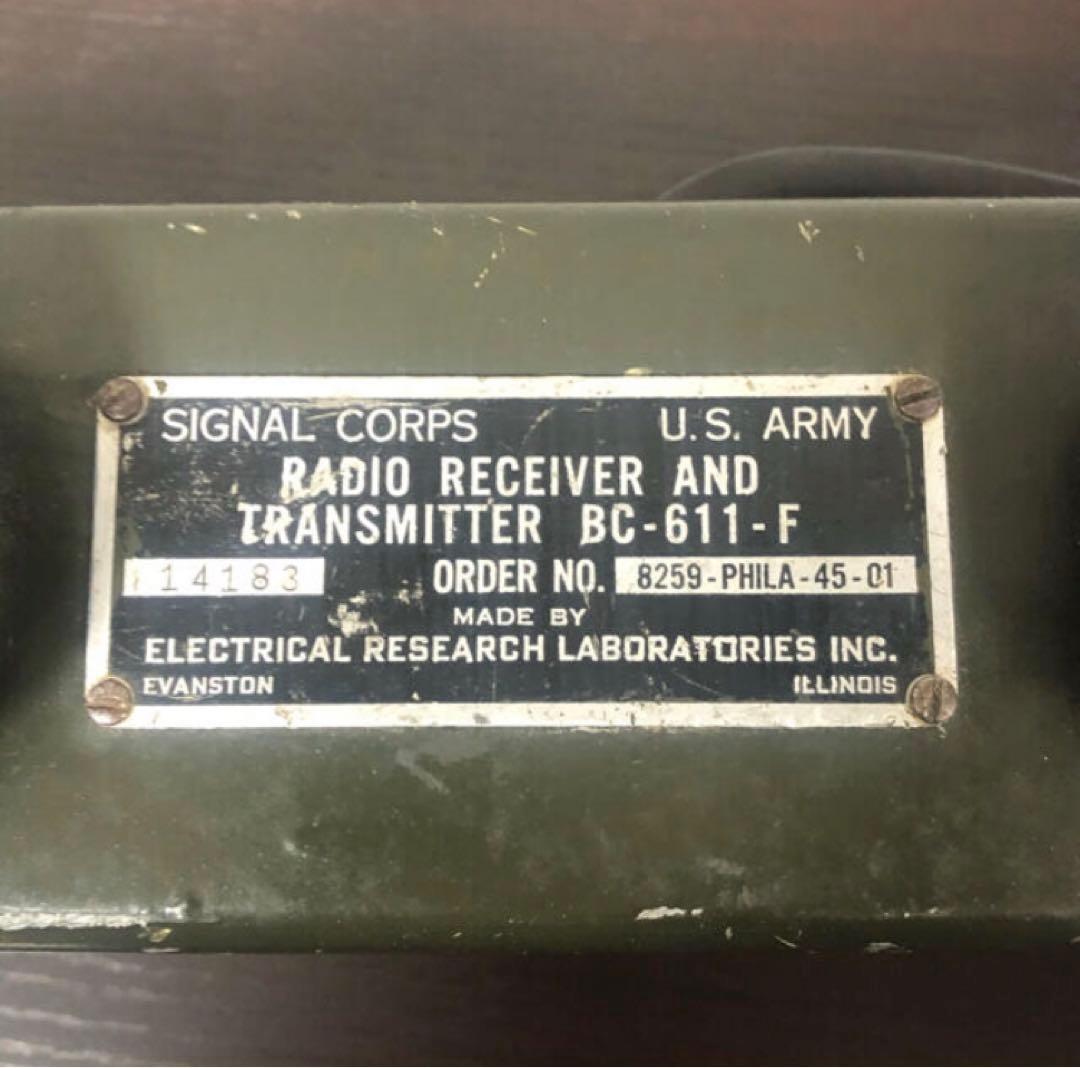 SIGNAL CORPS U.S. ARMY
RADIO RECEIVER AND
TRANSMITTER BC-611-F
14183 ORDER NO. 8259-PHILA-45-01
MADE BY
ELECTRICAL RESEARCH LABORATORIES INC.
EVANSTON ILLINOIS